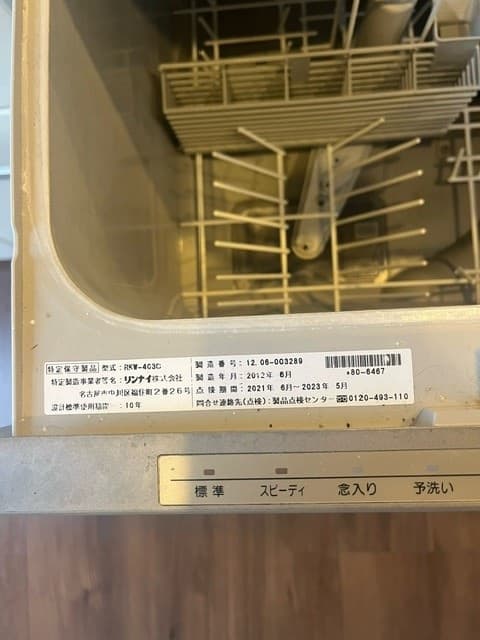 特定保守製品 型式:RKW-403C
特定製造事業者等名:リンナイ株式会社
名古屋市中川区福住町2番26号
設計標準使用期間:10年
製造番号:12.06-003289
製造年月:2012年 6月
点検期間:2021年 6月~2023年 5月
問合せ連絡先(点検):製品点検センター 0120-493-110
*80-6467
標準 スピーディ 念入り 予洗い